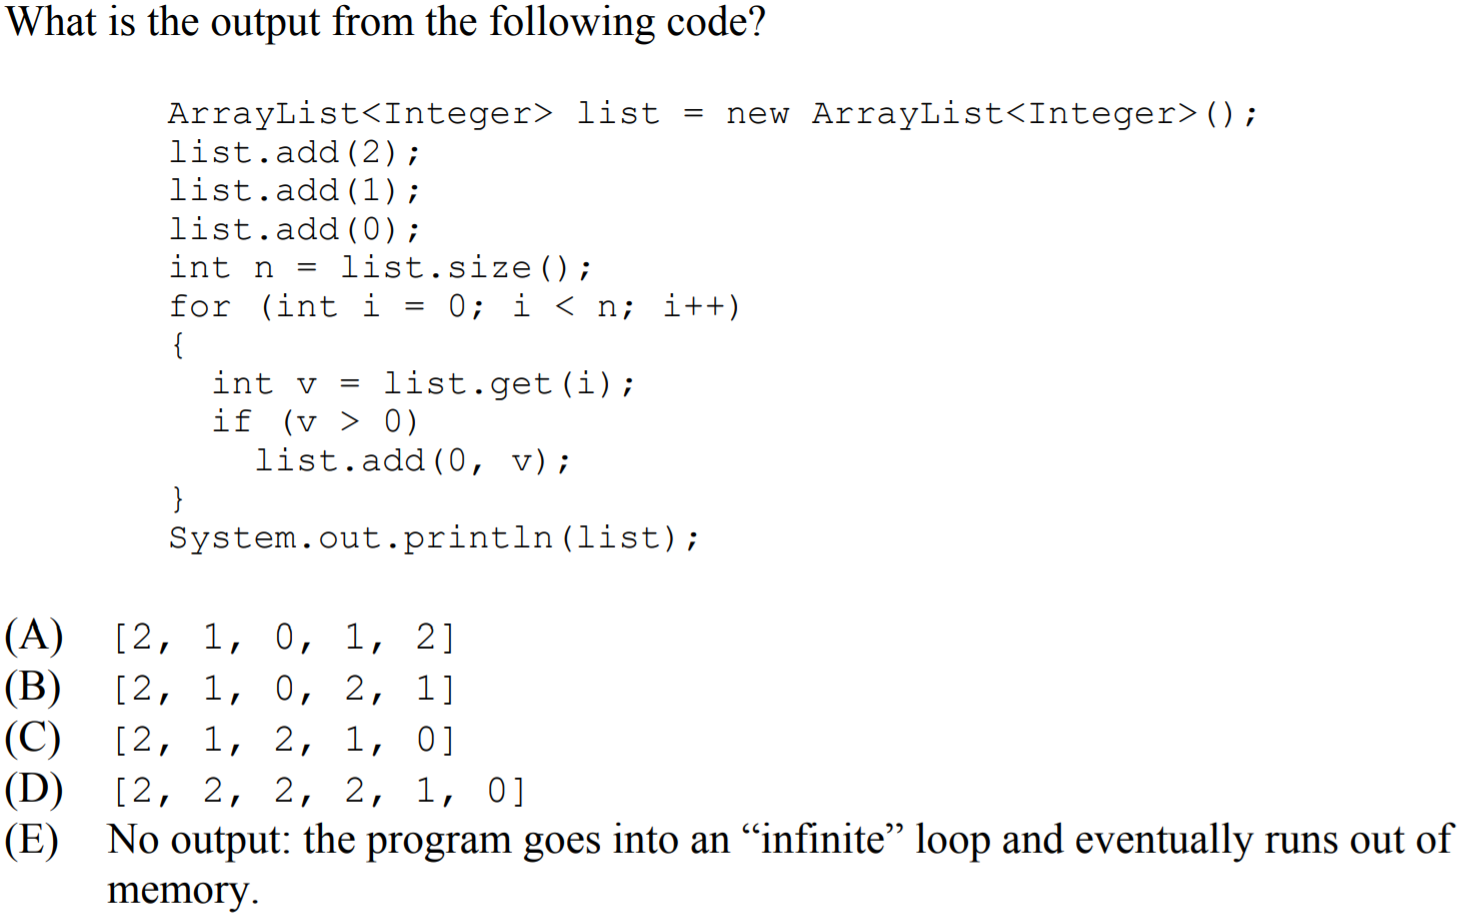 What is the output from the following code?
ArrayList<Integer> list = new ArrayList<Integer>();
list.add(2);
list.add(1);
list.add(0);
int n = list.size();
for (int i = 0; i < n; i++)
{
int v = list.get(i);
if (v > 0)
list.add(0, v);
}
System.out.println(list);
(A) [2, 1, 0, 1, 2]
(B) [2, 1, 0, 2, 1]
(C) [2, 1, 2, 1, 0]
(D) [2, 2, 2, 2, 1, 0]
(E) No output: the program goes into an “infinite” loop and eventually runs out of
memory.